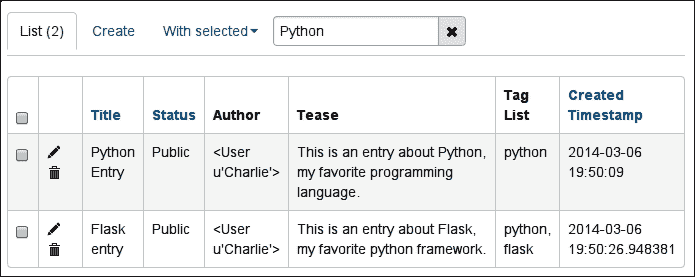 List (2) Create With selected Python
Title Status Author Tease Tag List Created Timestamp
Python Entry Public <User u'Charlie'> This is an entry about Python, my favorite programming language. python 2014-03-06 19:50:09
Flask entry Public <User u'Charlie'> This is an entry about Flask, my favorite python framework. python, flask 2014-03-06 19:50:26.948381